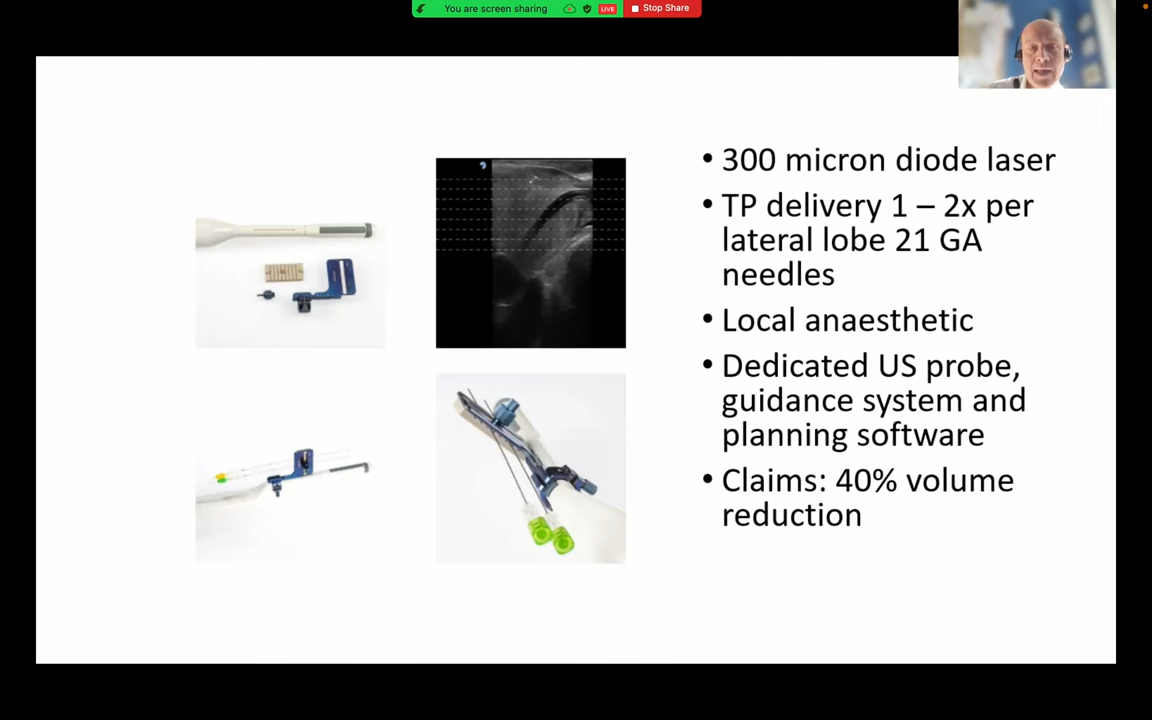 You are screen sharing
LIVE
Stop Share
• 300 micron diode laser
• TP delivery 1 – 2x per
lateral lobe 21 GA
needles
• Local anaesthetic
• Dedicated US probe,
guidance system and
planning software
• Claims: 40% volume
reduction